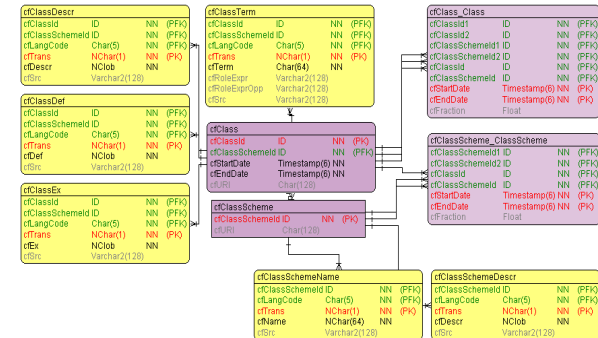 cfClassDescr
cfClassId ID NN (PFK)
cfClassSchemeId ID NN (PFK)
cfLangCode Char(5) NN (PFK)
cfTrans NChar(1) NN (PK)
cfDescr NClob NN
cfSrc Varchar2(128)
cfClassTerm
cfClassId ID NN (PFK)
cfClassSchemeId ID NN (PFK)
cfLangCode Char(5) NN (PFK)
cfTrans NChar(1) NN (PK)
cfTerm Char(64) NN
cfRoleExpr Varchar2(128)
cfRoleExprOpp Varchar2(128)
cfSrc Varchar2(128)
cfClass_Class
cfClassId1 ID NN (PFK)
cfClassId2 ID NN (PFK)
cfClassSchemeId1 ID NN (PFK)
cfClassSchemeId2 ID NN (PFK)
cfClassId ID NN (PFK)
cfClassSchemeId ID NN (PFK)
cfStartDate Timestamp(6) NN (PK)
cfEndDate Timestamp(6) NN (PK)
cfFraction Float
cfClassDef
cfClassId ID NN (PFK)
cfClassSchemeId ID NN (PFK)
cfLangCode Char(5) NN (PFK)
cfTrans NChar(1) NN (PK)
cfDef NClob NN
cfSrc Varchar2(128)
cfClass
cfClassId ID NN (PK)
cfClassSchemeId ID NN (PFK)
cfStartDate Timestamp(6) NN
cfEndDate Timestamp(6) NN
cfURI Char(128)
cfClassScheme_ClassScheme
cfClassSchemeId1 ID NN (PFK)
cfClassSchemeId2 ID NN (PFK)
cfClassId ID NN (PFK)
cfClassSchemeId ID NN (PFK)
cfStartDate Timestamp(6) NN (PK)
cfEndDate Timestamp(6) NN (PK)
cfFraction Float
cfClassEx
cfClassId ID NN (PFK)
cfClassSchemeId ID NN (PFK)
cfLangCode Char(5) NN (PFK)
cfTrans NChar(1) NN (PK)
cfEx NClob NN
cfSrc Varchar2(128)
cfClassScheme
cfClassSchemeId ID NN (PK)
cfURI Char(128)
cfClassSchemeName
cfClassSchemeId ID NN (PFK)
cfLangCode Char(5) NN (PFK)
cfTrans NChar(1) NN (PK)
cfName NChar(64) NN
cfSrc Varchar2(128)
cfClassSchemeDescr
cfClassSchemeId ID NN (PFK)
cfLangCode Char(5) NN (PFK)
cfTrans NChar(1) NN (PK)
cfDescr NClob NN
cfSrc Varchar2(128)